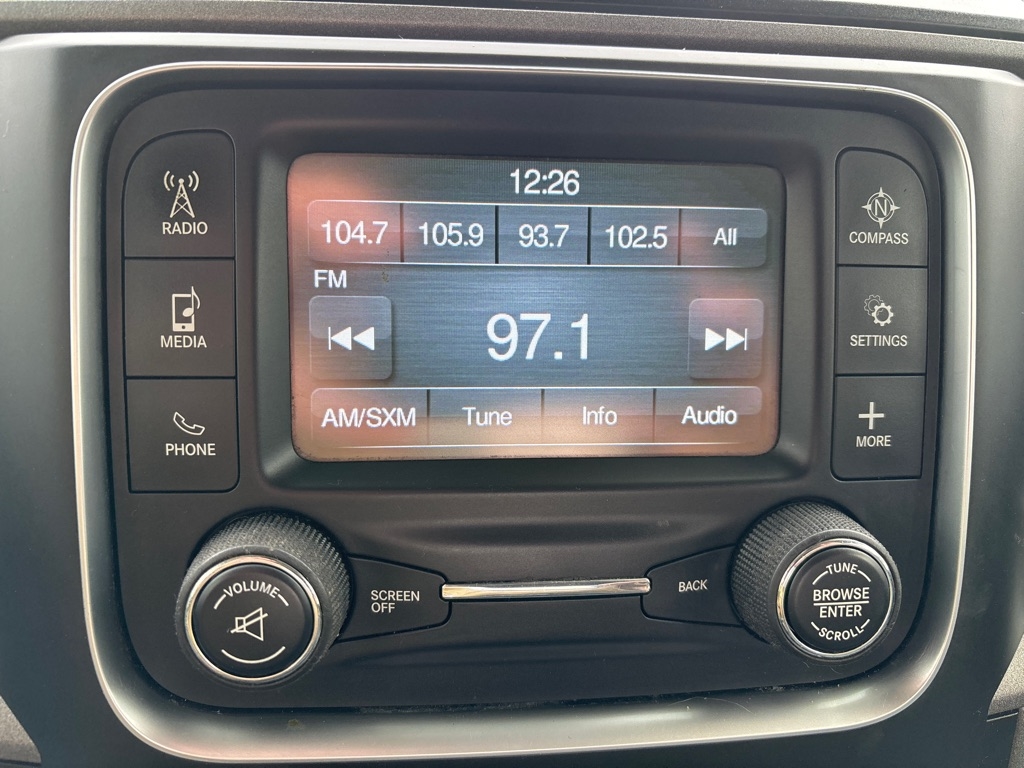 12:26
104.7 105.9 93.7 102.5 All
FM
97.1
AM/SXM Tune Info Audio
RADIO
MEDIA
PHONE
N
COMPASS
SETTINGS
MORE
VOLUME
SCREEN
OFF
BACK
TUNE
BROWSE
ENTER
SCROLL